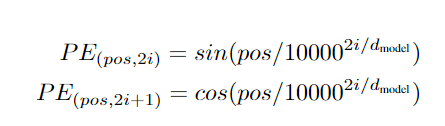 PE(pos,2i) = sin(pos/10000^2i/dmodel)
PE(pos,2i+1) = cos(pos/10000^2i/dmodel)